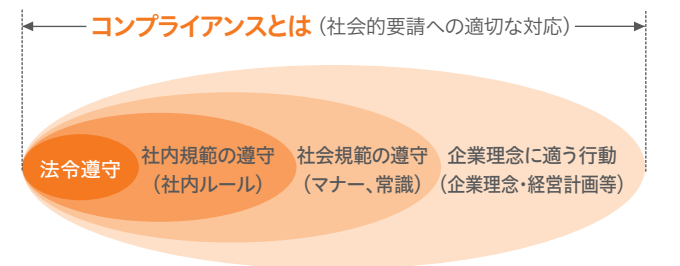 コンプライアンスとは（社会的要請への適切な対応）
法令遵守
社内規範の遵守
（社内ルール）
社会規範の遵守
（マナー、常識）
企業理念に適う行動
（企業理念・経営計画等）